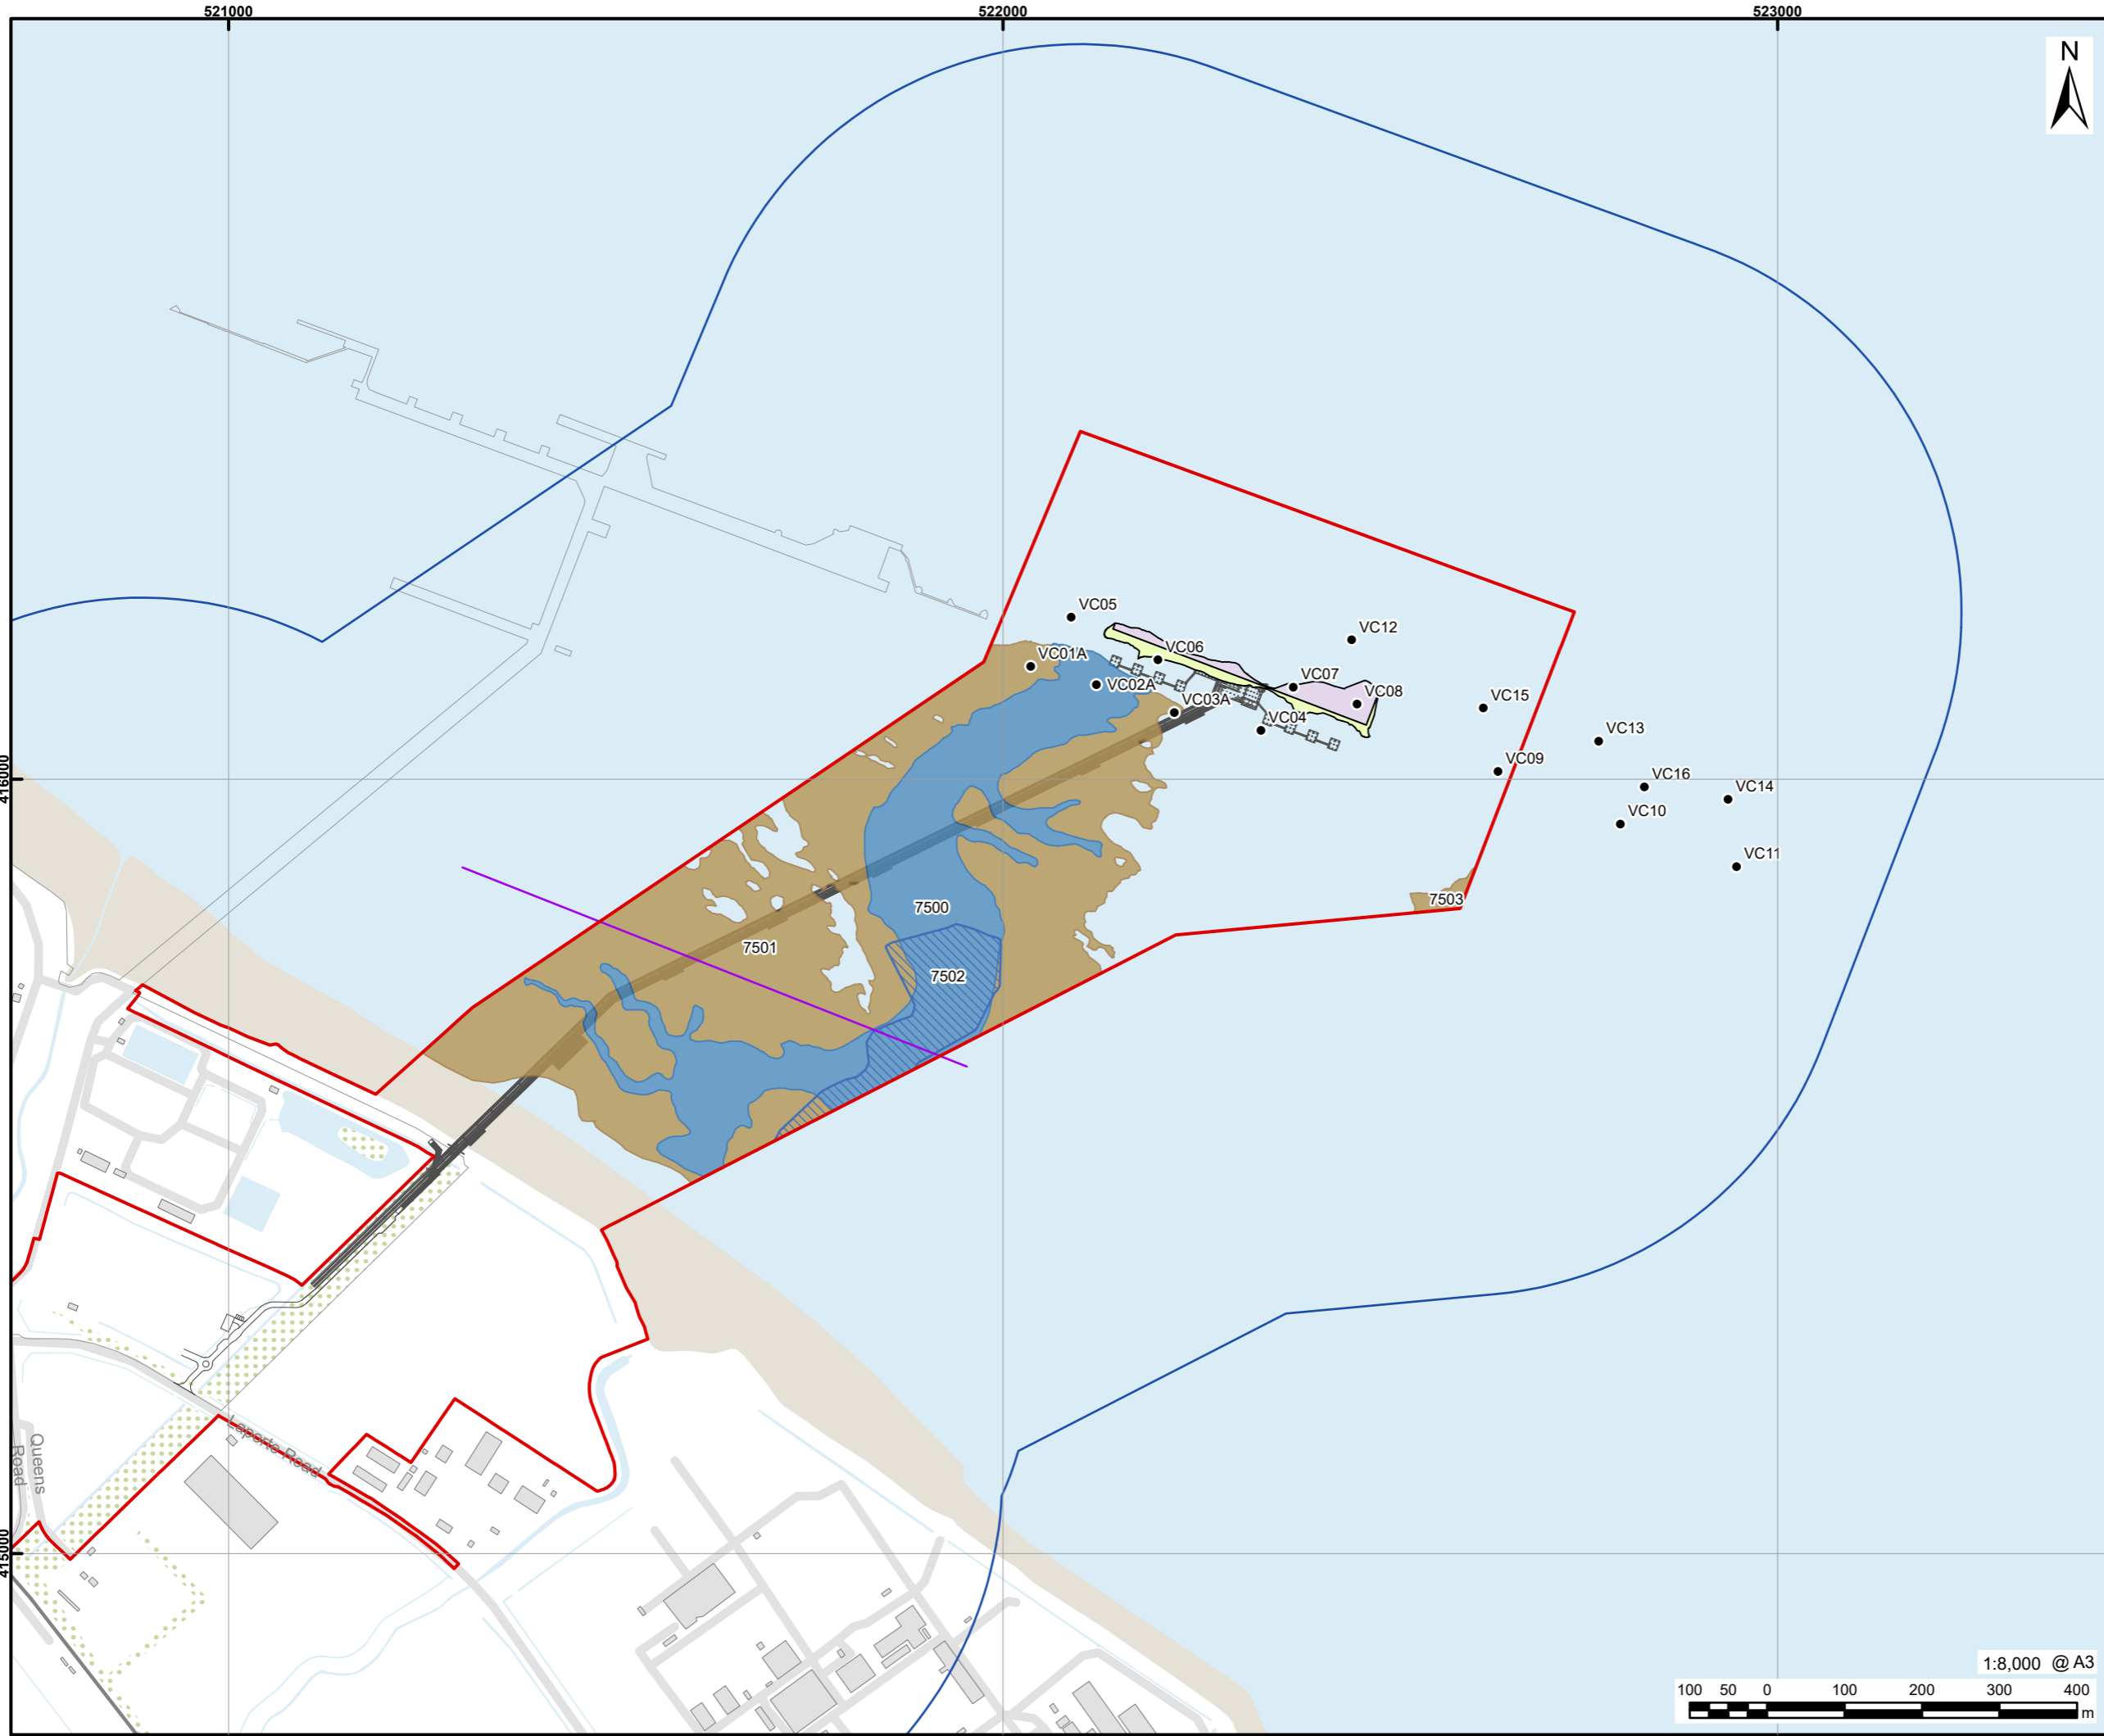 521000
522000
523000
N
VC05
VC12
VC01A
VC06
VC07
VC02A
VC08
VC03A
VC15
VC04
VC13
VC09
416000
VC16
VC14
VC10
VC11
7503
7500
7501
7502
Laporte Road
Queens
Road
415000
1:8,000 @ A3
100 50 0 100 200 300 400
m